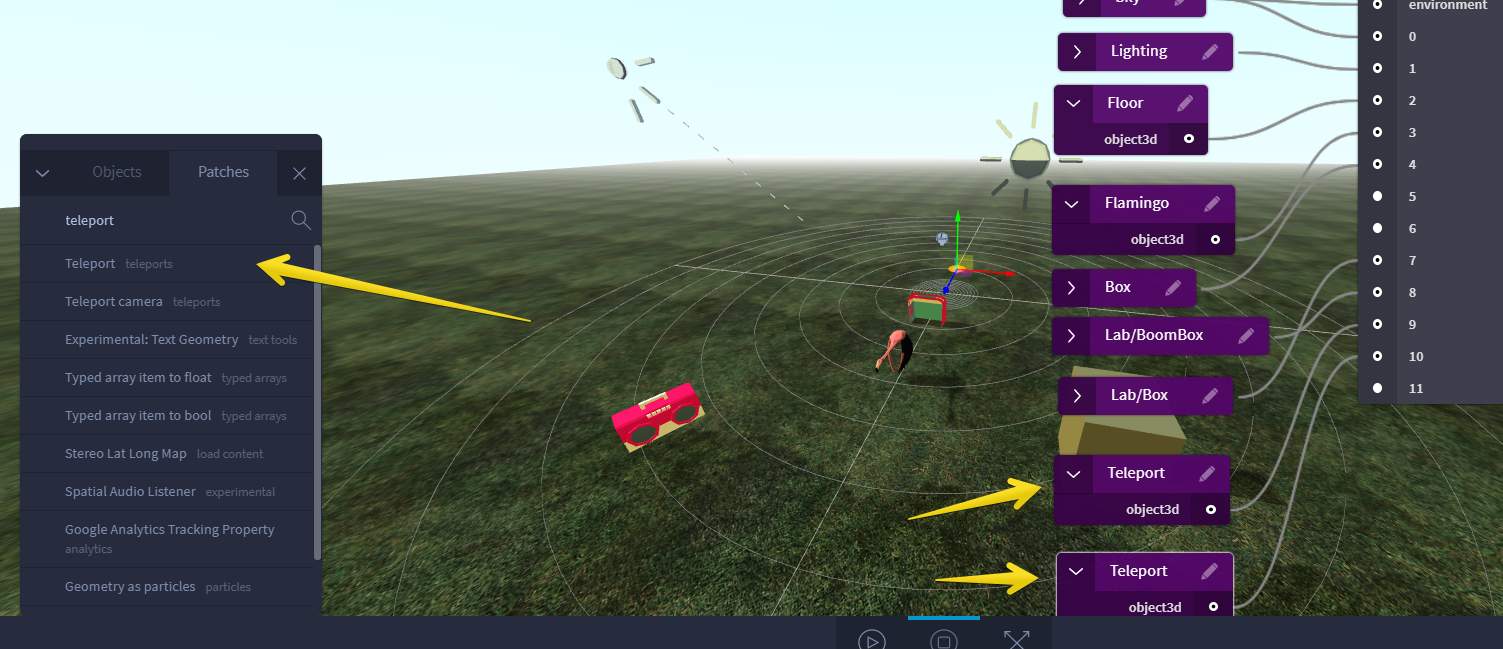 Objects
Patches
teleport
Teleport teleports
Teleport camera teleports
Experimental: Text Geometry text tools
Typed array item to float typed arrays
Typed array item to bool typed arrays
Stereo Lat Long Map load content
Spatial Audio Listener experimental
Google Analytics Tracking Property
analytics
Geometry as particles particles
Sky
Lighting
Floor
object3d
Flamingo
object3d
Box
Lab/BoomBox
Lab/Box
Teleport
object3d
Teleport
object3d
environment
0
1
2
3
4
5
6
7
8
9
10
11